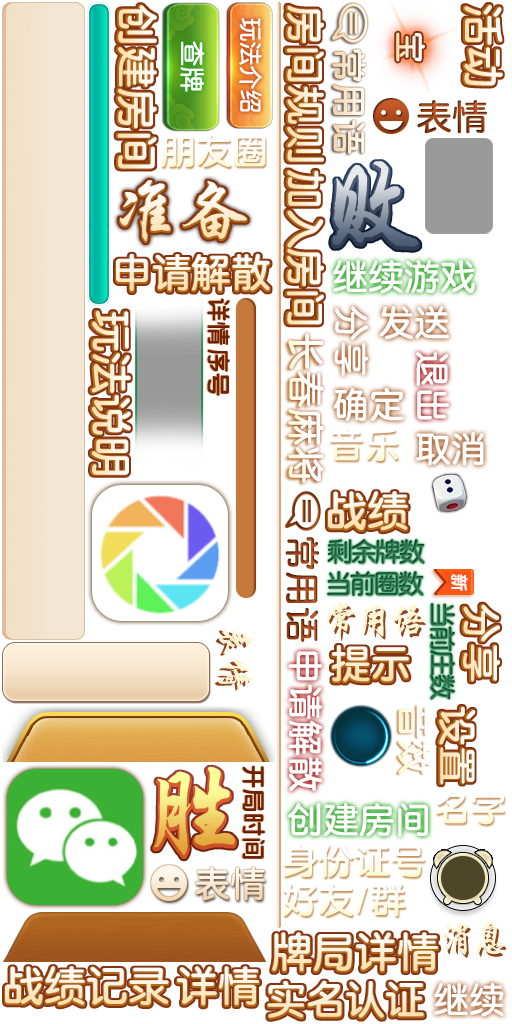 创建房间
查牌
玩法介绍
房间规则
常用语
宝
活动
表情
朋友圈
准备
败
加入房间
申请解散
继续游戏
玩法说明
详情
序号
分享
发送
退出
长春麻将
确定
音乐
取消
战绩
常用语
剩余牌数
当前圈数
新
常用语
当前庄数
分享
表情
申请解散
提示
音效
设置
胜
开局时间
创建房间
名字
表情
身份证号
好友/群
牌局详情
消息
战绩记录
详情
实名认证
继续